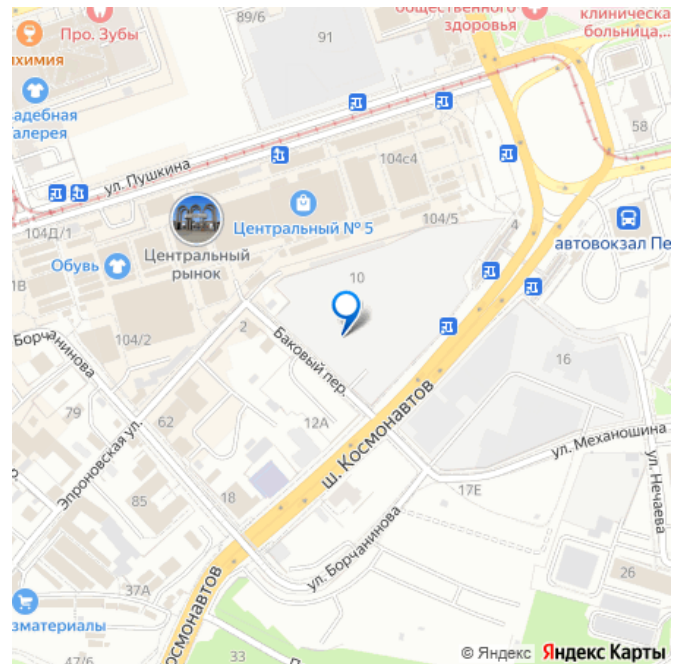 89/6
91
общественного
здоровья
клиническа
больница,...
Про. Зубы
лхимия
вадебная
алерея
58
ул. Пушкина
104с4
104Д/1
Центральный № 5
104/5
4
автовокзал Пе
Обувь
Центральный
рынок
1В
10
2
104/2
Борчанинова
Баковый пер.
16
79
62
12А
ш. Космонавтов
ул. Механошина
Эпроновская ул.
85
18
17Е
ул. Нечаева
ул. Борчанинова
37А
26
осмонавтов
зматериалы
33
47/6
© Яндекс Яндекс Карты